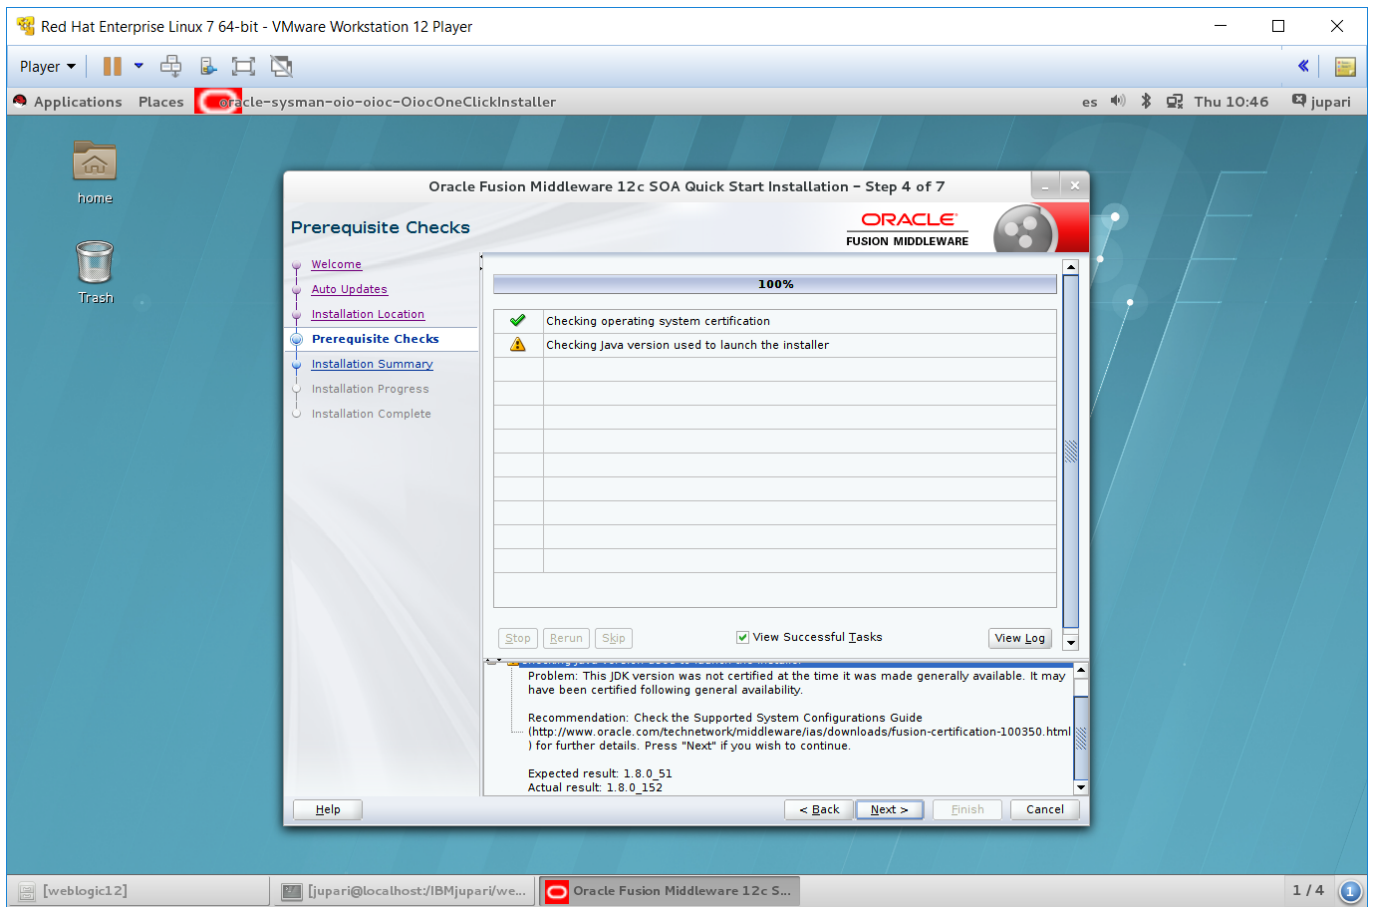 Red Hat Enterprise Linux 7 64-bit - VMware Workstation 12 Player
Player
Applications Places oracle-sysman-oio-oioc-OiocOneClickInstaller es Thu 10:46 jupari
home
Trash
Oracle Fusion Middleware 12c SOA Quick Start Installation - Step 4 of 7
Prerequisite Checks
ORACLE
FUSION MIDDLEWARE
Welcome
Auto Updates
Installation Location
Prerequisite Checks
Installation Summary
Installation Progress
Installation Complete
100%
Checking operating system certification
Checking Java version used to launch the installer
Stop Rerun Skip View Successful Tasks View Log
Checking Java version used to launch the installer
Problem: This JDK version was not certified at the time it was made generally available. It may
have been certified following general availability.
Recommendation: Check the Supported System Configurations Guide
(http://www.oracle.com/technetwork/middleware/ias/downloads/fusion-certification-100350.html
) for further details. Press "Next" if you wish to continue.
Expected result: 1.8.0_51
Actual result: 1.8.0_152
Help < Back Next > Finish Cancel
[weblogic12] [jupari@localhost:/IBMjupari/we... Oracle Fusion Middleware 12c S... 1 / 4 1